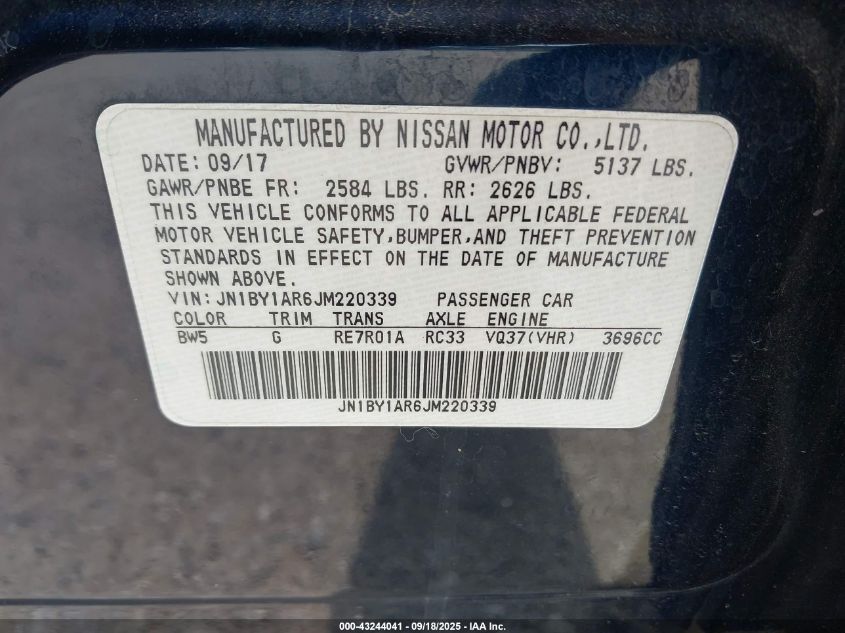 MANUFACTURED BY NISSAN MOTOR CO.,LTD.
DATE: 09/17 GVWR/PNBV: 5137 LBS.
GAWR/PNBE FR: 2584 LBS. RR: 2626 LBS.
THIS VEHICLE CONFORMS TO ALL APPLICABLE FEDERAL
MOTOR VEHICLE SAFETY,BUMPER,AND THEFT PREVENTION
STANDARDS IN EFFECT ON THE DATE OF MANUFACTURE
SHOWN ABOVE.
VIN:JN1BY1AR6JM220339 PASSENGER CAR
COLOR TRIM TRANS AXLE ENGINE
BW5 G RE7R01A RC33 VQ37(VHR) 3696CC
JN1BY1AR6JM220339
000-43244041 - 09/18/2025 - IAA Inc.